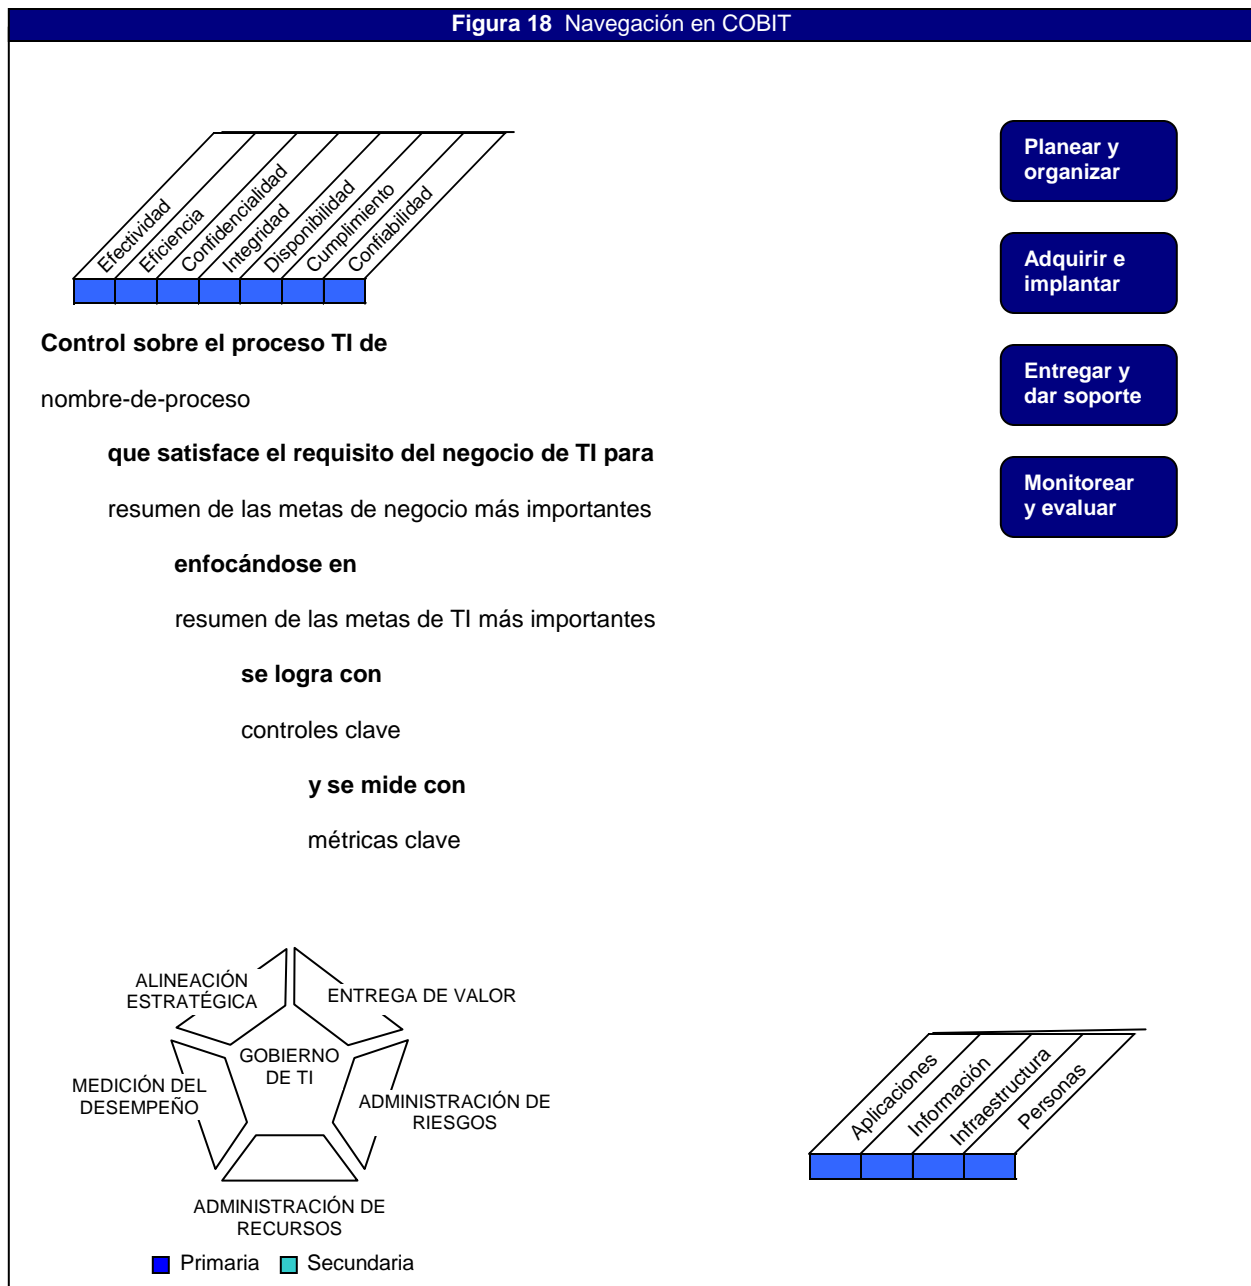 Figura 18 Navegación en COBIT
Efectividad
Eficiencia
Confidencialidad
Integridad
Disponibilidad
Cumplimiento
Confiabilidad
Planear y
organizar
Adquirir e
implantar
Entregar y
dar soporte
Monitorear
y evaluar
Control sobre el proceso TI de
nombre-de-proceso
que satisface el requisito del negocio de TI para
resumen de las metas de negocio más importantes
enfocándose en
resumen de las metas de TI más importantes
se logra con
controles clave
y se mide con
métricas clave
ALINEACIÓN
ESTRATÉGICA
ENTREGA DE VALOR
GOBIERNO
DE TI
MEDICIÓN DEL
DESEMPEÑO
ADMINISTRACIÓN DE
RIESGOS
ADMINISTRACIÓN DE
RECURSOS
Primaria
Secundaria
Aplicaciones
Información
Infraestructura
Personas